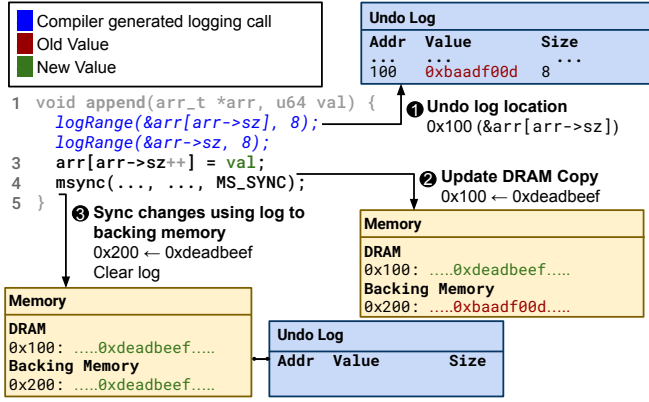 Compiler generated logging call
Old Value
New Value
Undo Log
Addr Value Size
... ... ...
100 0xbaadf00d 8
1 void append(arr_t *arr, u64 val) {
logRange(&arr[arr->sz], 8);
logRange(&arr->sz, 8);
3 arr[arr->sz++] = val;
4 msync(..., ..., MS_SYNC);
5 }
❶ Undo log location
0x100 (&arr[arr->sz])
❷ Update DRAM Copy
0x100 ← 0xdeadbeef
❸ Sync changes using log to
backing memory
0x200 ← 0xdeadbeef
Clear log
Memory
DRAM
0x100: .....0xdeadbeef.....
Backing Memory
0x200: .....0xbaadf00d.....
Memory
DRAM
0x100: .....0xdeadbeef.....
Backing Memory
0x200: .....0xdeadbeef.....
Undo Log
Addr Value Size